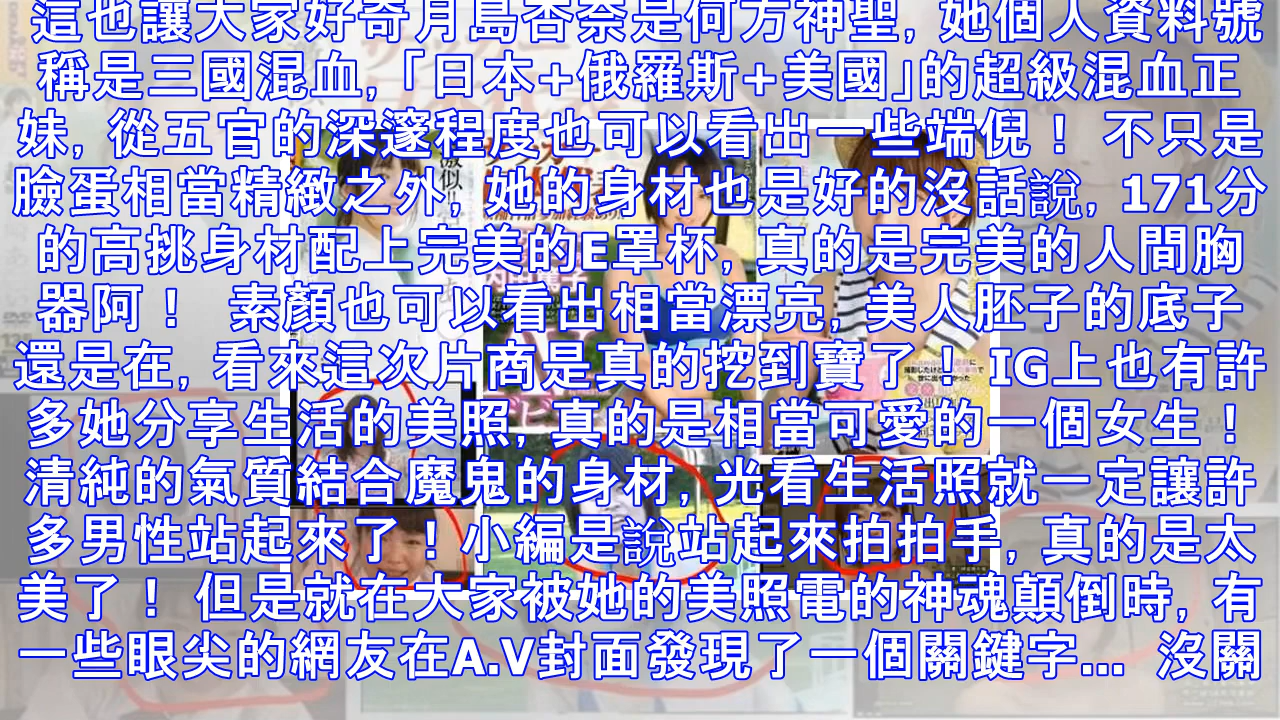 這也讓大家好奇月島杏奈是何方神聖, 她個人資料號
稱是三國混血,「日本+俄羅斯+美國」的超級混血正
妹, 從五官的深邃程度也可以看出一些端倪！ 不只是
臉蛋相當精緻之外, 她的身材也是好的沒話說, 171分
的高挑身材配上完美的E罩杯, 真的是完美的人間胸
器阿！ 素顏也可以看出相當漂亮, 美人胚子的底子
還是在, 看來這次片商是真的挖到寶了！ IG上也有許
多她分享生活的美照, 真的是相當可愛的一個女生！
清純的氣質結合魔鬼的身材, 光看生活照就一定讓許
多男性站起來了！小編是說站起來拍拍手, 真的是太
美了！ 但是就在大家被她的美照電的神魂顛倒時, 有
一些眼尖的網友在A.V封面發現了一個關鍵字... 沒關